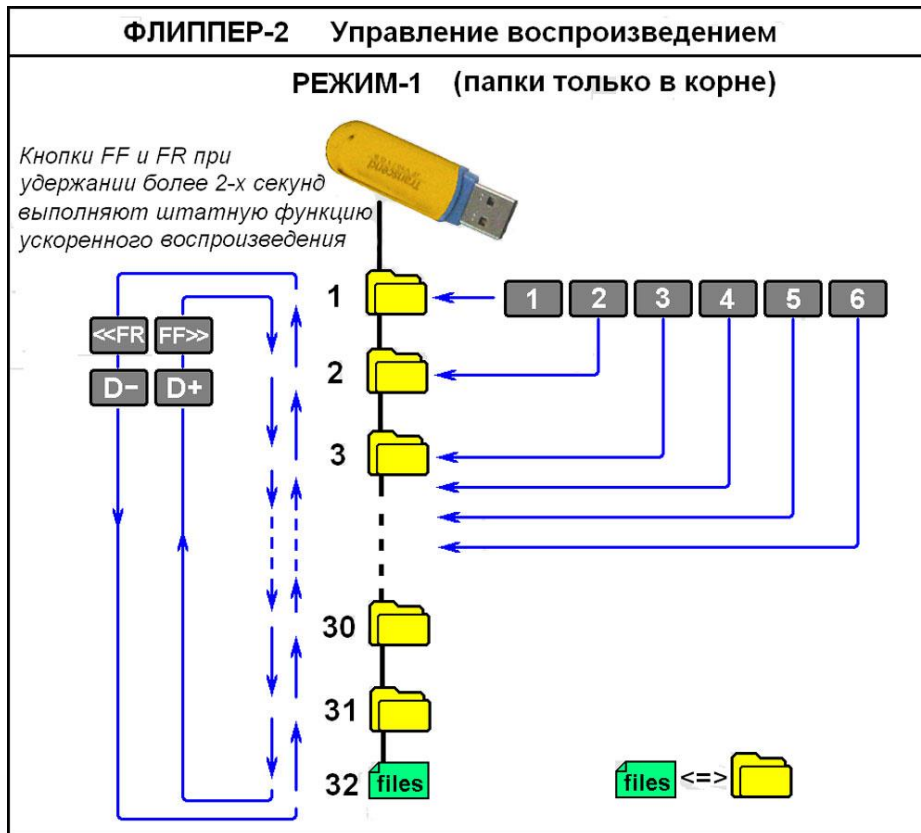 ФЛИППЕР-2 Управление воспроизведением
РЕЖИМ-1 (папки только в корне)
Кнопки FF и FR при
удержании более 2-х секунд
выполняют штатную функцию
ускоренного воспроизведения
Transcend
1
1 2 3 4 5 6
<<FR FF>>
2
D- D+
3
30
31
32 files
files <=>